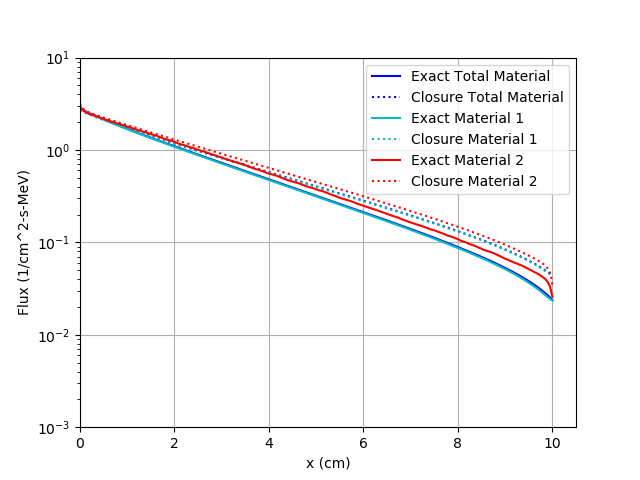 10^1
10^0
10^-1
10^-2
10^-3
Flux (1/cm^2-s-MeV)
Exact Total Material
Closure Total Material
Exact Material 1
Closure Material 1
Exact Material 2
Closure Material 2
0 2 4 6 8 10
x (cm)